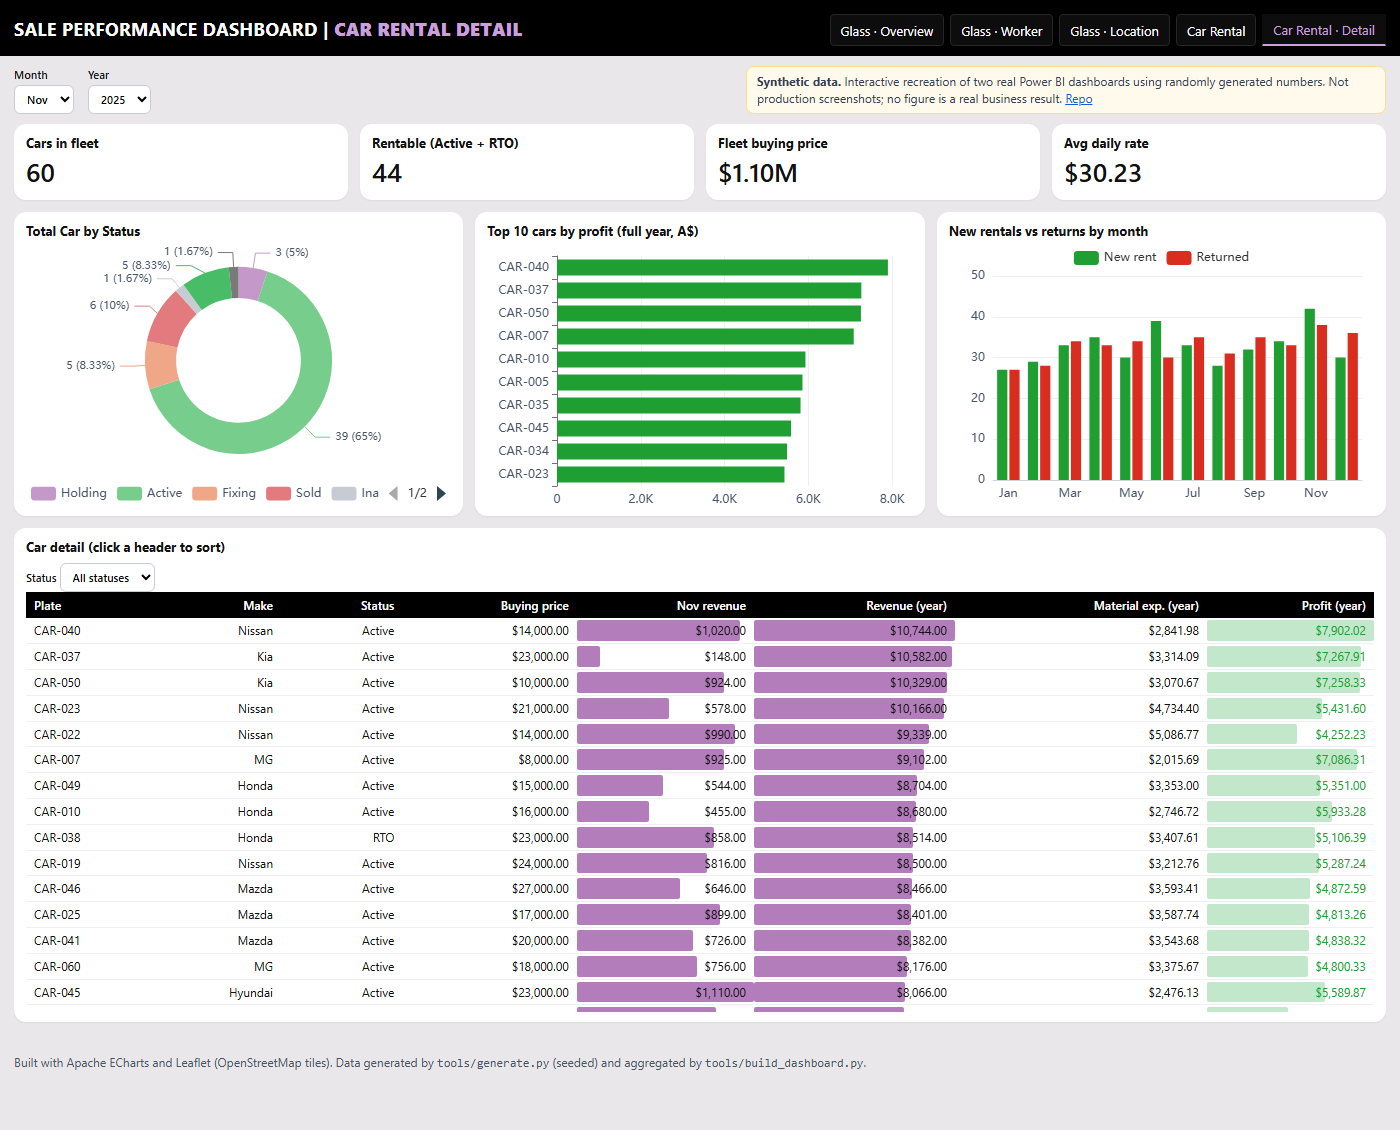 SALE PERFORMANCE DASHBOARD | CAR RENTAL DETAIL
Glass · Overview
Glass · Worker
Glass · Location
Car Rental
Car Rental · Detail
Month
Year
Nov
2025
Synthetic data. Interactive recreation of two real Power BI dashboards using randomly generated numbers. Not
production screenshots; no figure is a real business result. Repo
Cars in fleet
60
Rentable (Active + RTO)
44
Fleet buying price
$1.10M
Avg daily rate
$30.23
Total Car by Status
1 (1.67%)
3 (5%)
5 (8.33%)
1 (1.67%)
6 (10%)
5 (8.33%)
39 (65%)
Holding Active Fixing Sold Ina 1/2
Top 10 cars by profit (full year, A$)
CAR-040
CAR-037
CAR-050
CAR-007
CAR-010
CAR-005
CAR-035
CAR-045
CAR-034
CAR-023
0 2.0K 4.0K 6.0K 8.0K
New rentals vs returns by month
New rent Returned
50
40
30
20
10
0
Jan Mar May Jul Sep Nov
Car detail (click a header to sort)
Status All statuses
Plate Make Status Buying price Nov revenue Revenue (year) Material exp. (year) Profit (year)
CAR-040 Nissan Active $14,000.00 $1,020.00 $10,744.00 $2,841.98 $7,902.02
CAR-037 Kia Active $23,000.00 $148.00 $10,582.00 $3,314.09 $7,267.91
CAR-050 Kia Active $10,000.00 $924.00 $10,329.00 $3,070.67 $7,258.33
CAR-023 Nissan Active $21,000.00 $578.00 $10,166.00 $4,734.40 $5,431.60
CAR-022 Nissan Active $14,000.00 $990.00 $9,339.00 $5,086.77 $4,252.23
CAR-007 MG Active $8,000.00 $925.00 $9,102.00 $2,015.69 $7,086.31
CAR-049 Honda Active $15,000.00 $544.00 $8,704.00 $3,353.00 $5,351.00
CAR-010 Honda Active $16,000.00 $455.00 $8,680.00 $2,746.72 $5,933.28
CAR-038 Honda RTO $23,000.00 $858.00 $8,514.00 $3,407.61 $5,106.39
CAR-019 Nissan Active $24,000.00 $816.00 $8,500.00 $3,212.76 $5,287.24
CAR-046 Mazda Active $27,000.00 $646.00 $8,466.00 $3,593.41 $4,872.59
CAR-025 Mazda Active $17,000.00 $899.00 $8,401.00 $3,587.74 $4,813.26
CAR-041 Mazda Active $20,000.00 $726.00 $8,382.00 $3,543.68 $4,838.32
CAR-060 MG Active $18,000.00 $756.00 $8,176.00 $3,375.67 $4,800.33
CAR-045 Hyundai Active $23,000.00 $1,110.00 $8,066.00 $2,476.13 $5,589.87
Built with Apache ECharts and Leaflet (OpenStreetMap tiles). Data generated by tools/generate.py (seeded) and aggregated by tools/build_dashboard.py.